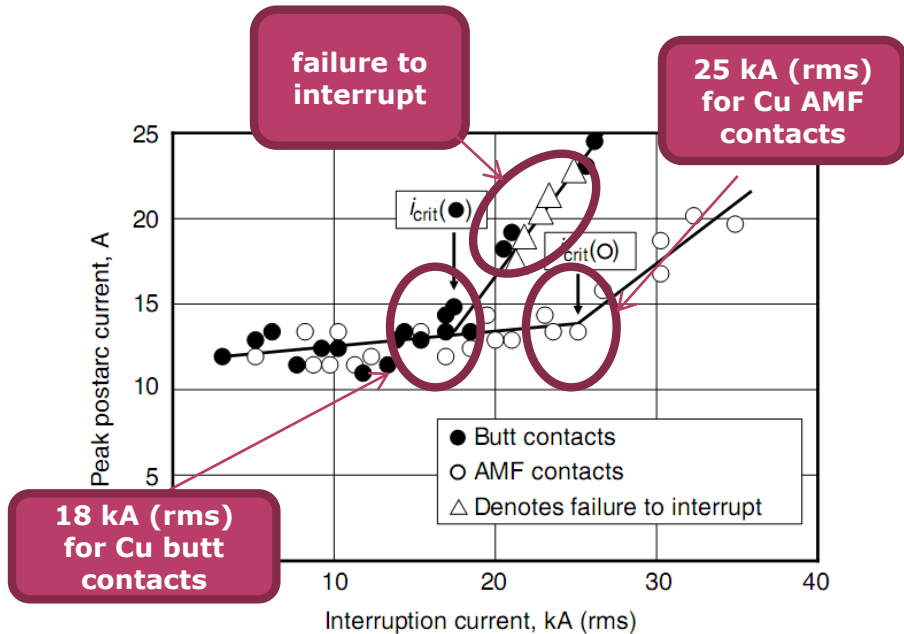 failure to
interrupt
25 kA (rms)
for Cu AMF
contacts
25
20
15
10
5
Peak postarc current, A
i crit(●)
i crit(O)
● Butt contacts
○ AMF contacts
△ Denotes failure to interrupt
18 kA (rms)
for Cu butt
contacts
10
20
30
40
Interruption current, kA (rms)